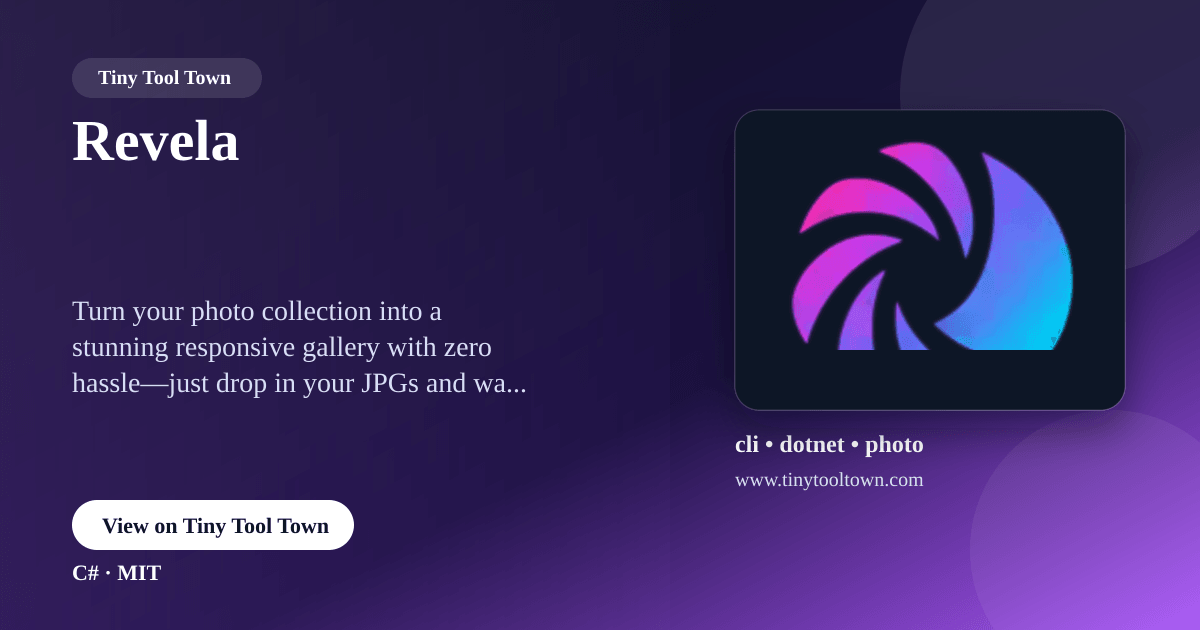 Tiny Tool Town
Revela
Turn your photo collection into a
stunning responsive gallery with zero
hassle—just drop in your JPGs and wa...
View on Tiny Tool Town
C# · MIT
cli • dotnet • photo
www.tinytooltown.com